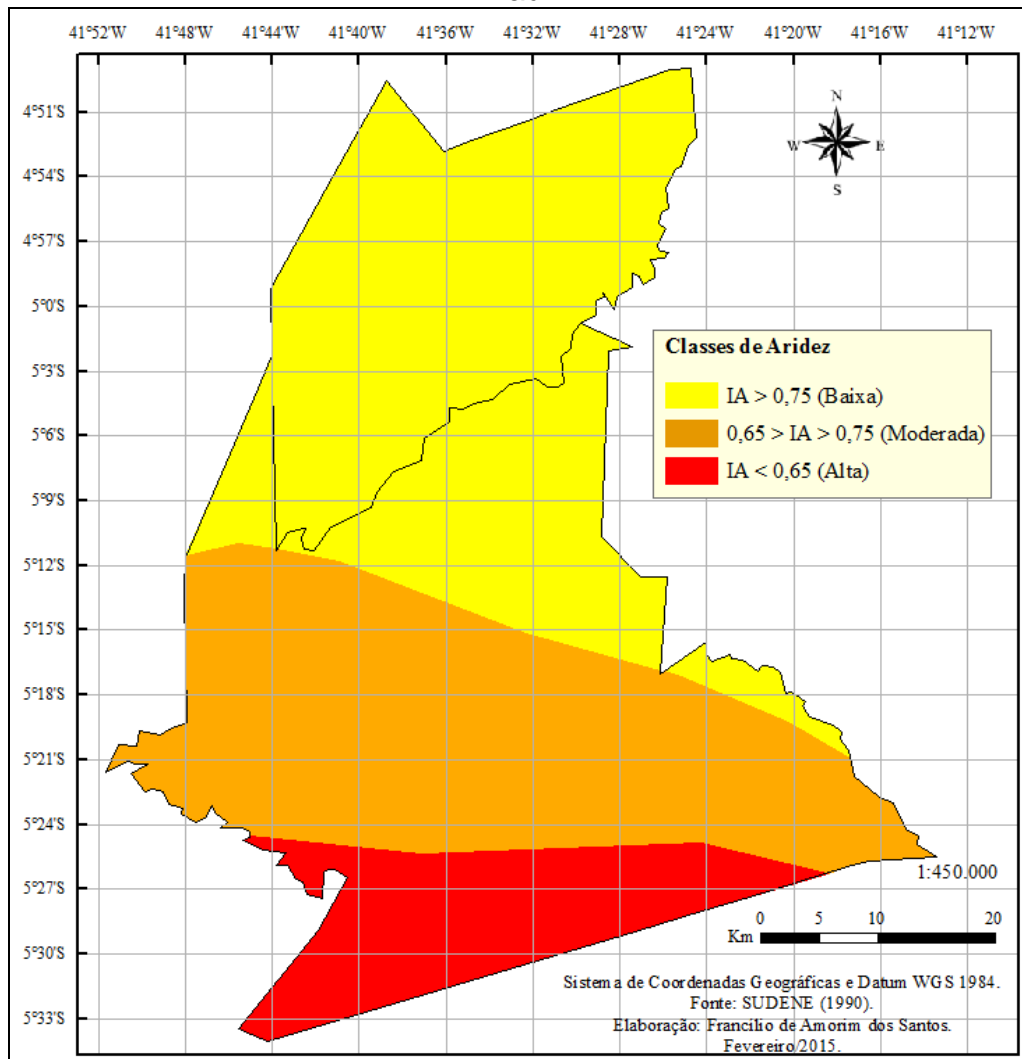 41°52'W 41°48'W 41°44'W 41°40'W 41°36'W 41°32'W 41°28'W 41°24'W 41°20'W 41°16'W 41°12'W
4°51'S
4°54'S
4°57'S
5°0'S
5°3'S
5°6'S
5°9'S
5°12'S
5°15'S
5°18'S
5°21'S
5°24'S
5°27'S
5°30'S
5°33'S
N
W E
S
Classes de Aridez
IA > 0,75 (Baixa)
0,65 > IA > 0,75 (Moderada)
IA < 0,65 (Alta)
1:450.000
0 5 10 20
Km
Sistema de Coordenadas Geográficas e Datum WGS 1984.
Fonte: SUDENE (1990).
Elaboração: Francílio de Amorim dos Santos.
Fevereiro/2015.